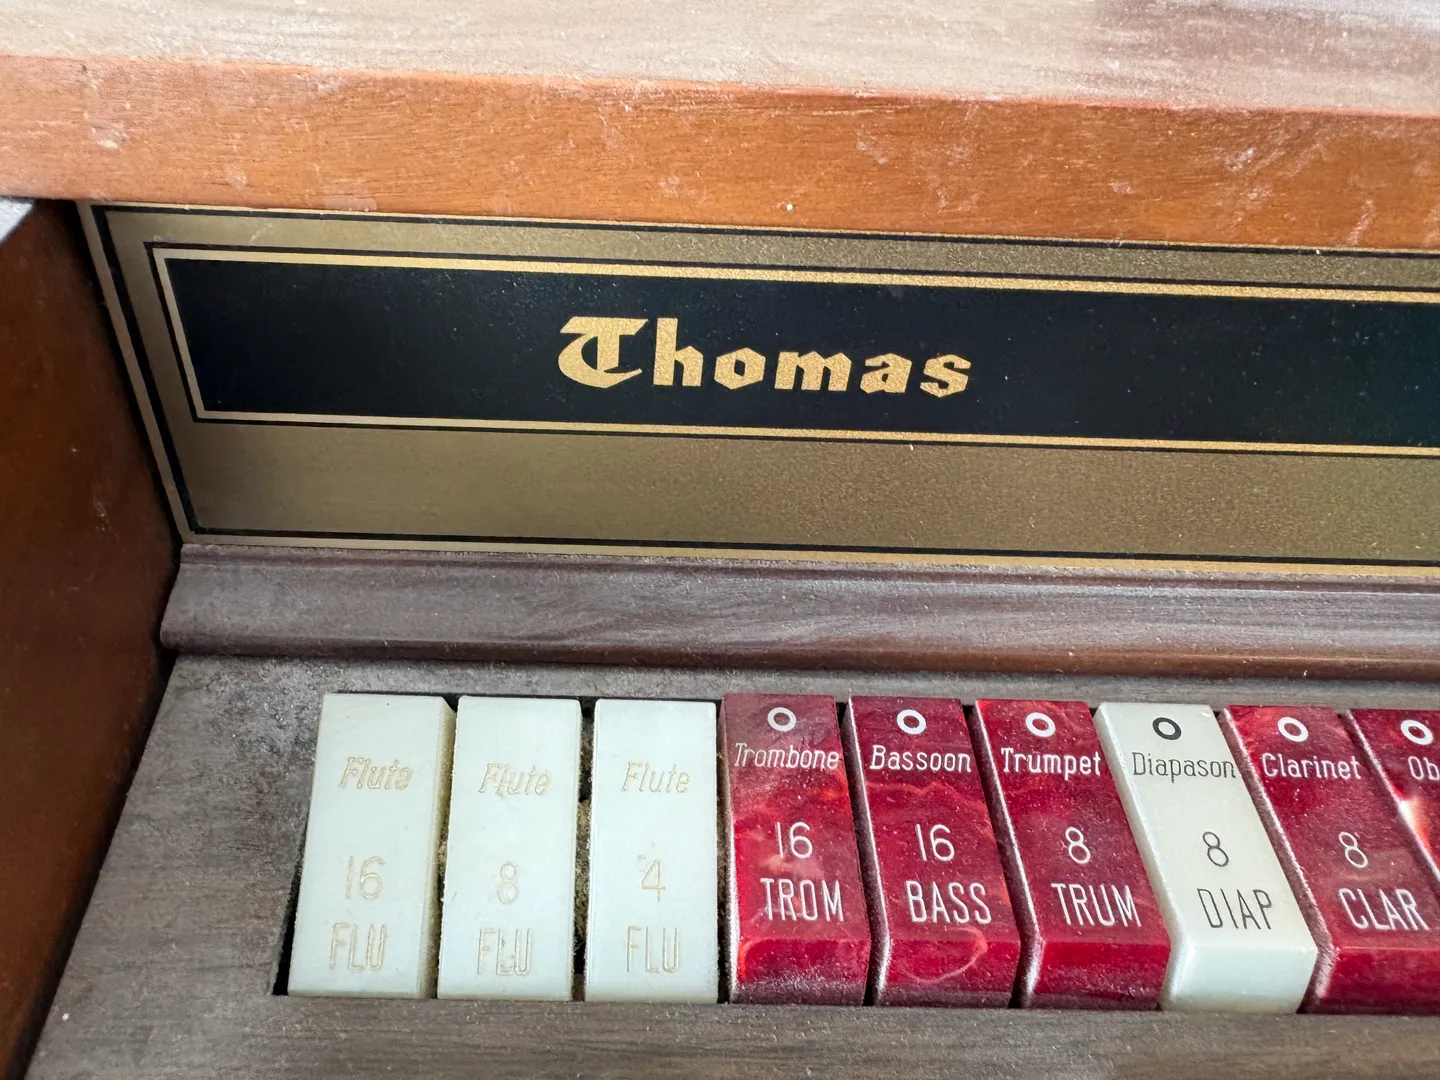 Thomas
Flute Flute Flute Trombone Bassoon Trumpet Diapason Clarinet Ob
16 8 4 16 16 8 8 8
FLU FLU FLU TROM BASS TRUM DIAP CLAR